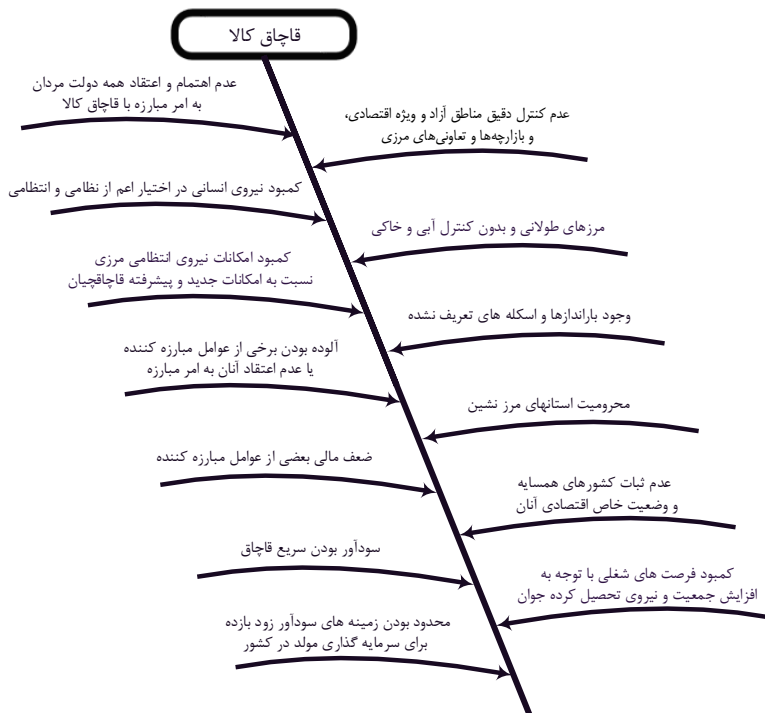 قاچاق کالا
عدم اهتمام و اعتقاد همه دولت مردان
به امر مبارزه با قاچاق کالا
عدم کنترل دقیق مناطق آزاد و ویژه اقتصادی،
و بازارچه‌ها و تعاونی‌های مرزی
کمبود نیروی انسانی در اختیار اعم از نظامی و انتظامی
مرزهای طولانی و بدون کنترل آبی و خاکی
کمبود امکانات نیروی انتظامی مرزی
نسبت به امکانات جدید و پیشرفته قاچاقچیان
وجود باراندازها و اسکله های تعریف نشده
آلوده بودن برخی از عوامل مبارزه کننده
یا عدم اعتقاد آنان به امر مبارزه
محرومیت استانهای مرز نشین
ضعف مالی بعضی از عوامل مبارزه کننده
عدم ثبات کشورهای همسایه
و وضعیت خاص اقتصادی آنان
سودآور بودن سریع قاچاق
کمبود فرصت های شغلی با توجه به
افزایش جمعیت و نیروی تحصیل کرده جوان
محدود بودن زمینه های سودآور زود بازده
برای سرمایه گذاری مولد در کشور